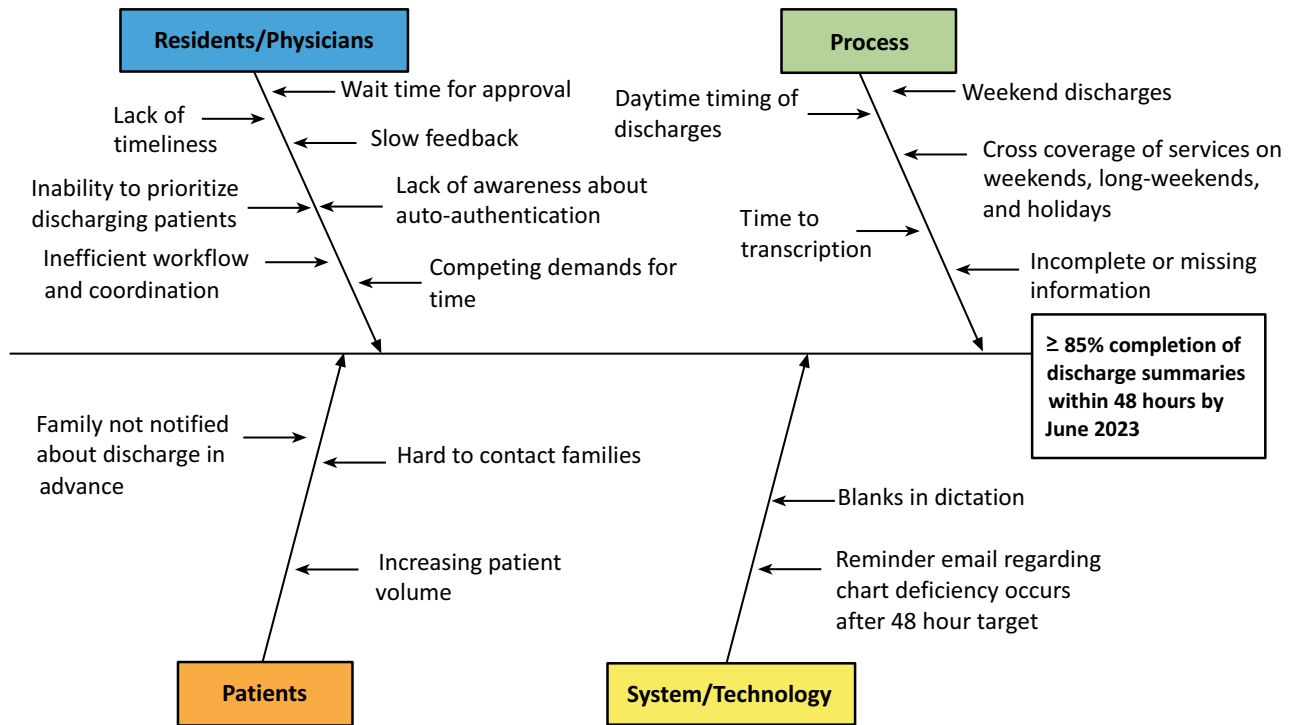 Residents/Physicians
Wait time for approval
Lack of
timeliness
Slow feedback
Inability to prioritize
discharging patients
Lack of awareness about
auto-authentication
Inefficient workflow
and coordination
Competing demands for
time
Process
Weekend discharges
Daytime timing of
discharges
Cross coverage of services on
weekends, long-weekends,
and holidays
Time to
transcription
Incomplete or missing
information
≥ 85% completion of
discharge summaries
within 48 hours by
June 2023
Family not notified
about discharge in
advance
Hard to contact families
Increasing patient
volume
Patients
Blanks in dictation
Reminder email regarding
chart deficiency occurs
after 48 hour target
System/Technology